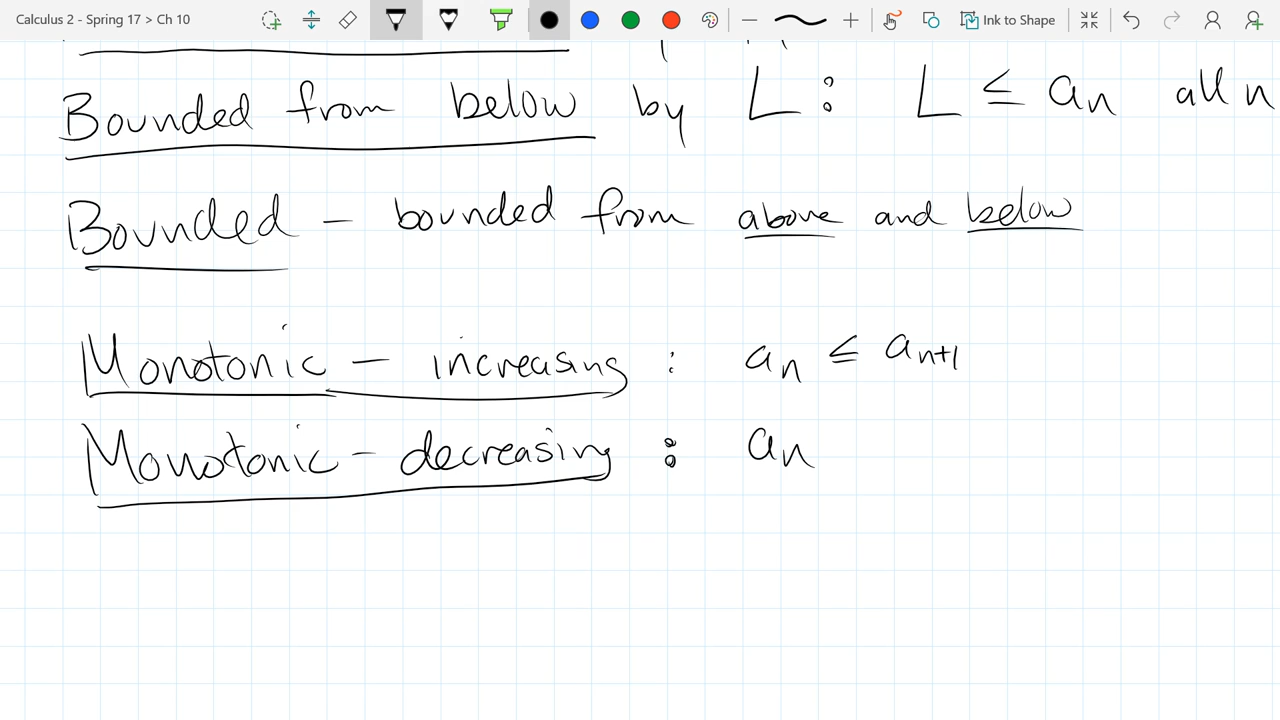 Calculus 2 - Spring 17 > Ch 10 Ink to Shape
Bounded from below by L : L ≤ an all n
Bounded – bounded from above and below
Monotonic – increasing : an ≤ an+1
Monotonic – decreasing : an